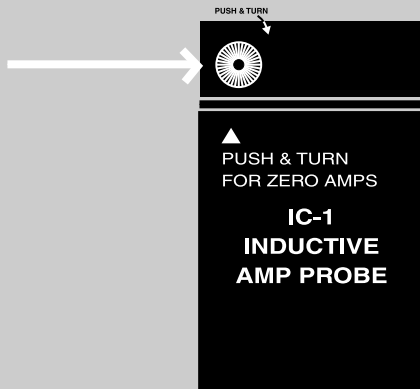 PUSH & TURN
PUSH & TURN
FOR ZERO AMPS
IC-1
INDUCTIVE
AMP PROBE